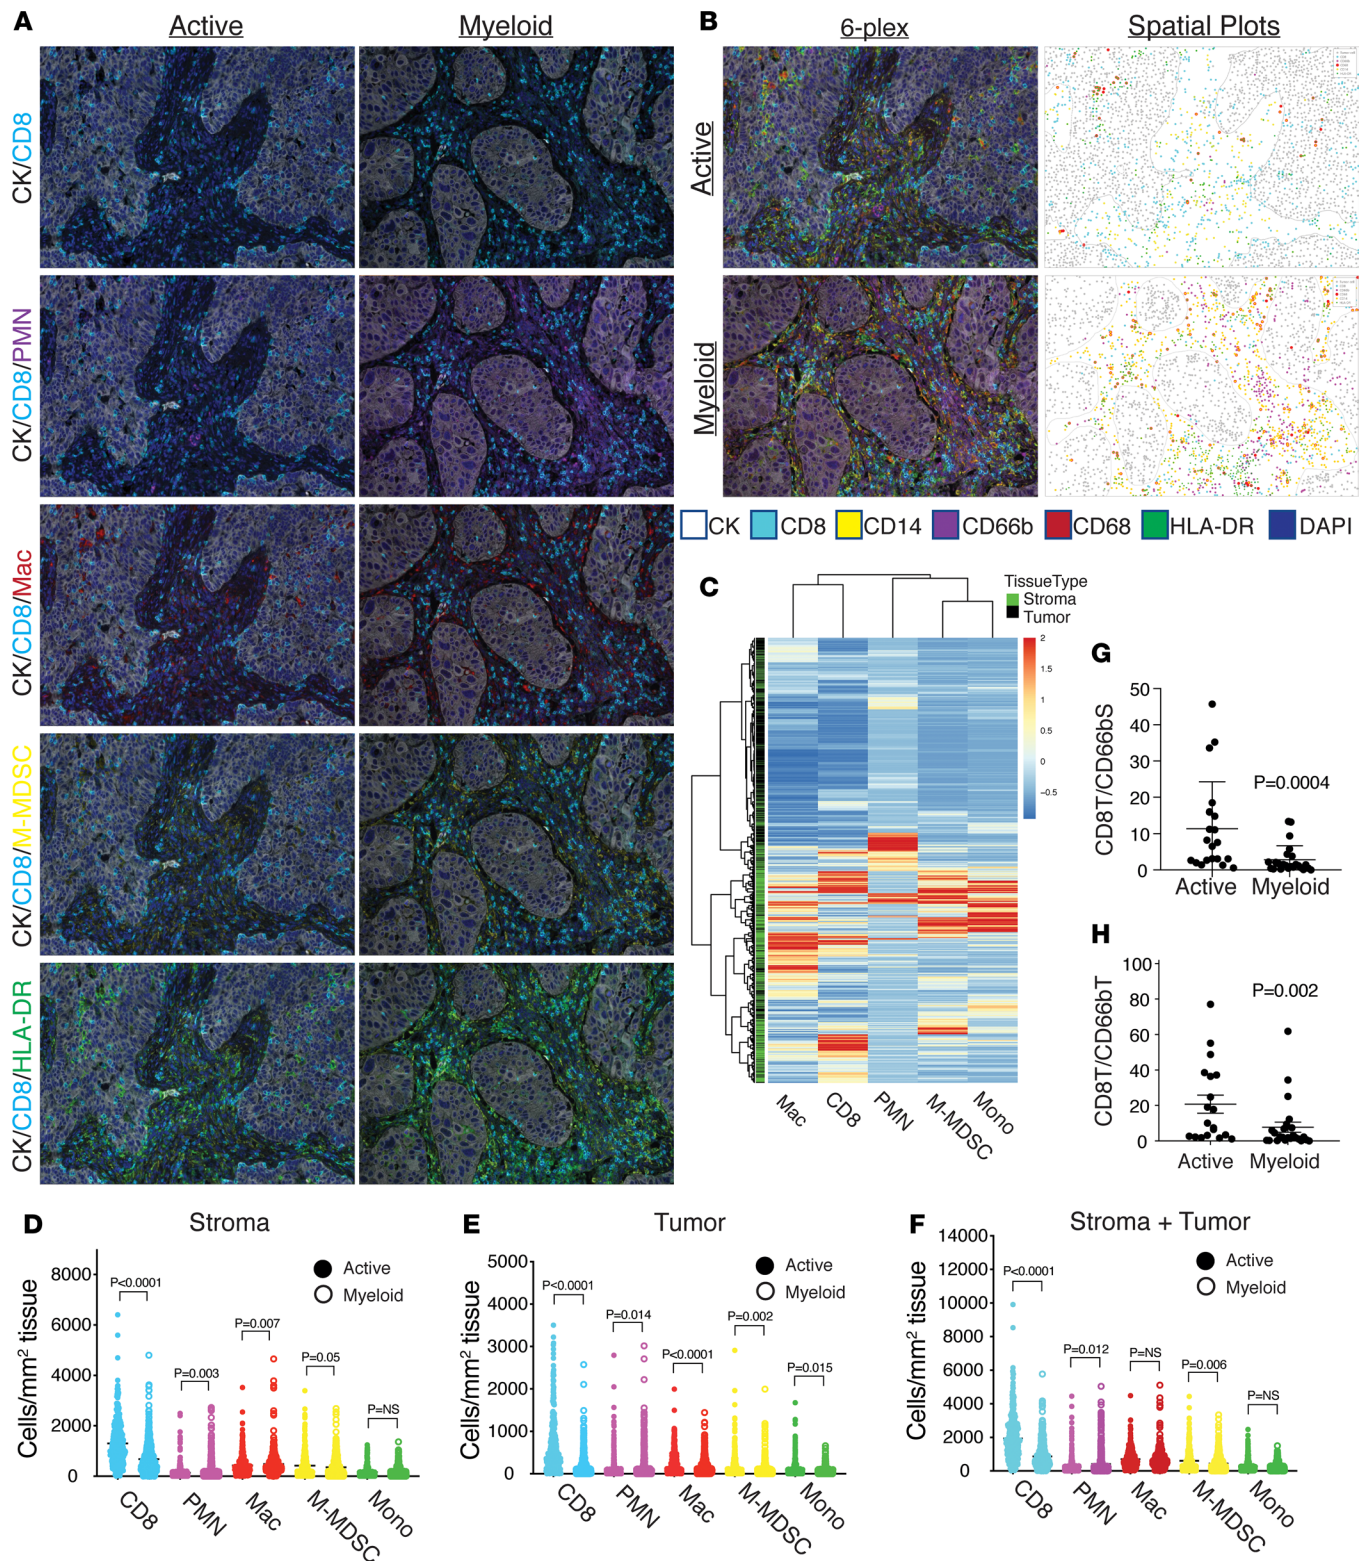 A
Active
Myeloid
CK/CD8
CK/CD8/PMN
CK/CD8/Mac
CK/CD8/M-MDSC
CK/CD8/HLA-DR
B
6-plex
Spatial Plots
Active
Myeloid
CK
CD8
CD14
CD66b
CD68
HLA-DR
DAPI
C
TissueType
Stroma
Tumor
2
1.5
1
0.5
0
−0.5
Mac
CD8
PMN
M-MDSC
Mono
G
CD8T/CD66bS
50
40
30
20
10
0
P=0.0004
Active
Myeloid
H
CD8T/CD66bT
100
80
60
40
20
0
P=0.002
Active
Myeloid
D
Stroma
Cells/mm² tissue
8000
6000
4000
2000
0
Active
Myeloid
P<0.0001
P=0.003
P=0.007
P=0.05
P=NS
CD8
PMN
Mac
M-MDSC
Mono
E
Tumor
Cells/mm² tissue
5000
4000
3000
2000
1000
0
Active
Myeloid
P<0.0001
P=0.014
P<0.0001
P=0.002
P=0.015
CD8
PMN
Mac
M-MDSC
Mono
F
Stroma + Tumor
Cells/mm² tissue
14000
12000
10000
8000
6000
4000
2000
0
Active
Myeloid
P<0.0001
P=0.012
P=NS
P=0.006
P=NS
CD8
PMN
Mac
M-MDSC
Mono